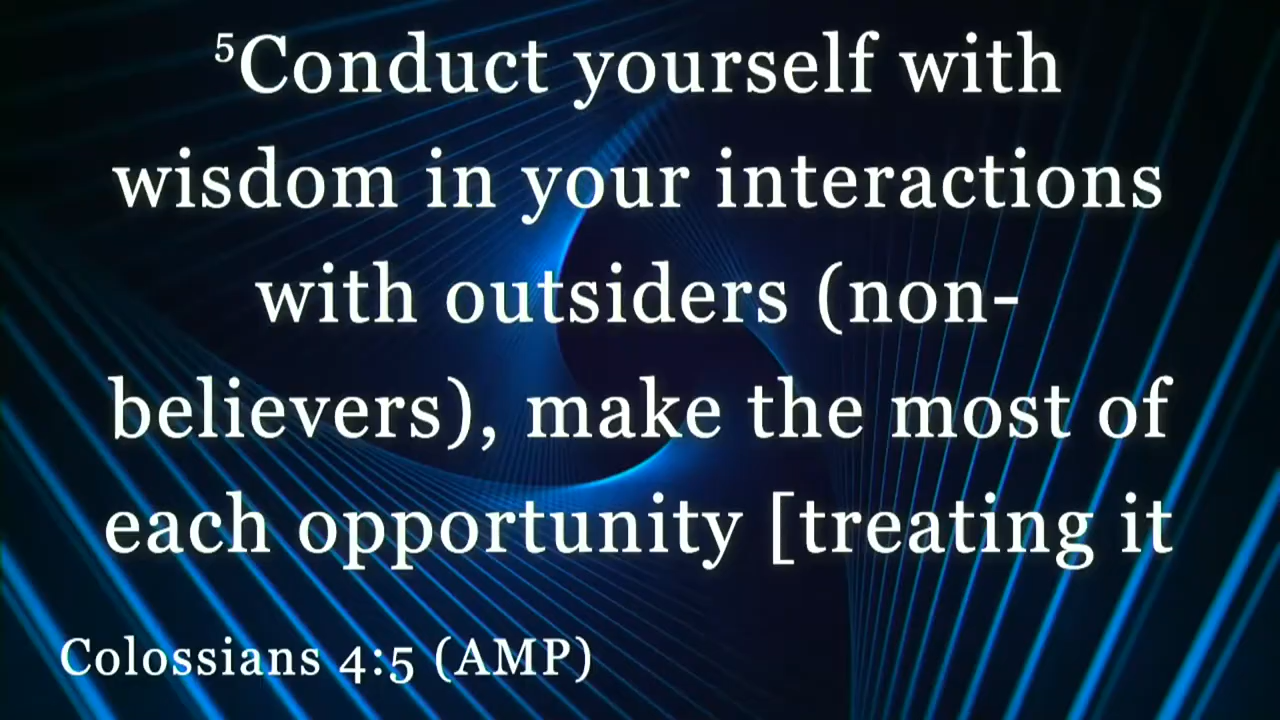 ⁵Conduct yourself with
wisdom in your interactions
with outsiders (non-
believers), make the most of
each opportunity [treating it
Colossians 4:5 (AMP)